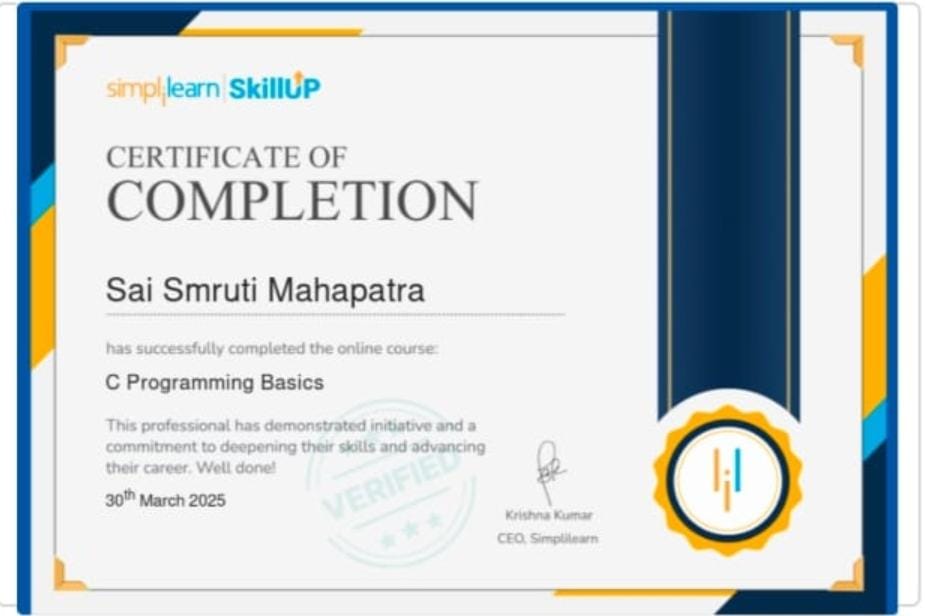 simplilearn | SkillUP
CERTIFICATE OF
COMPLETION
Sai Smruti Mahapatra
has successfully completed the online course:
C Programming Basics
This professional has demonstrated initiative and a
commitment to deepening their skills and advancing
their career. Well done!
30th March 2025
VERIFIED
Krishna Kumar
CEO, Simplilearn